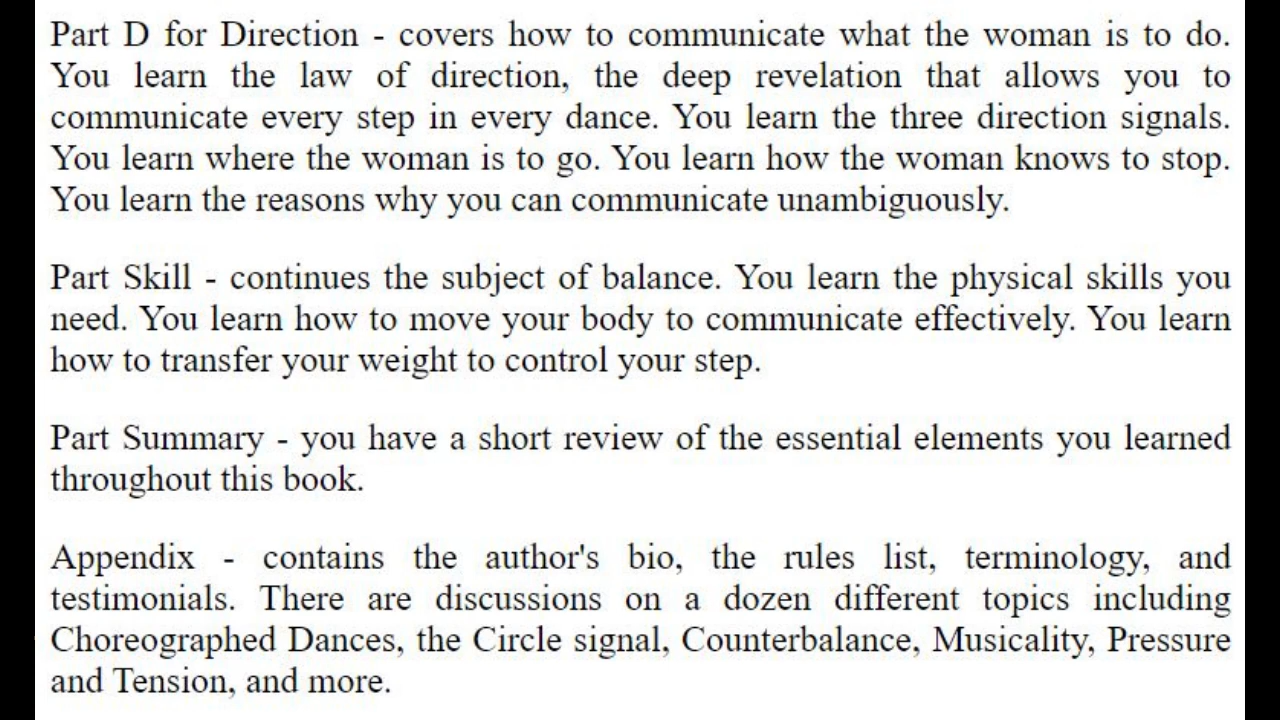 Part D for Direction - covers how to communicate what the woman is to do.
You learn the law of direction, the deep revelation that allows you to
communicate every step in every dance. You learn the three direction signals.
You learn where the woman is to go. You learn how the woman knows to stop.
You learn the reasons why you can communicate unambiguously.
Part Skill - continues the subject of balance. You learn the physical skills you
need. You learn how to move your body to communicate effectively. You learn
how to transfer your weight to control your step.
Part Summary - you have a short review of the essential elements you learned
throughout this book.
Appendix - contains the author's bio, the rules list, terminology, and
testimonials. There are discussions on a dozen different topics including
Choreographed Dances, the Circle signal, Counterbalance, Musicality, Pressure
and Tension, and more.